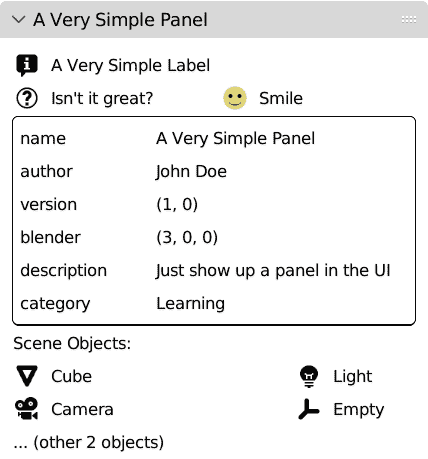 A Very Simple Panel
A Very Simple Label
Isn't it great? Smile
name A Very Simple Panel
author John Doe
version (1, 0)
blender (3, 0, 0)
description Just show up a panel in the UI
category Learning
Scene Objects:
Cube Light
Camera Empty
... (other 2 objects)